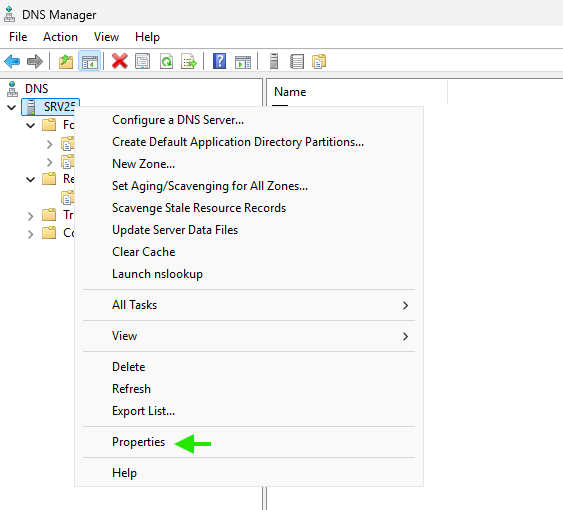 DNS Manager
File Action View Help
DNS
SRV25
Fo
Re
Tr
Co
Name
Configure a DNS Server...
Create Default Application Directory Partitions...
New Zone...
Set Aging/Scavenging for All Zones...
Scavenge Stale Resource Records
Update Server Data Files
Clear Cache
Launch nslookup
All Tasks
View
Delete
Refresh
Export List...
Properties
Help